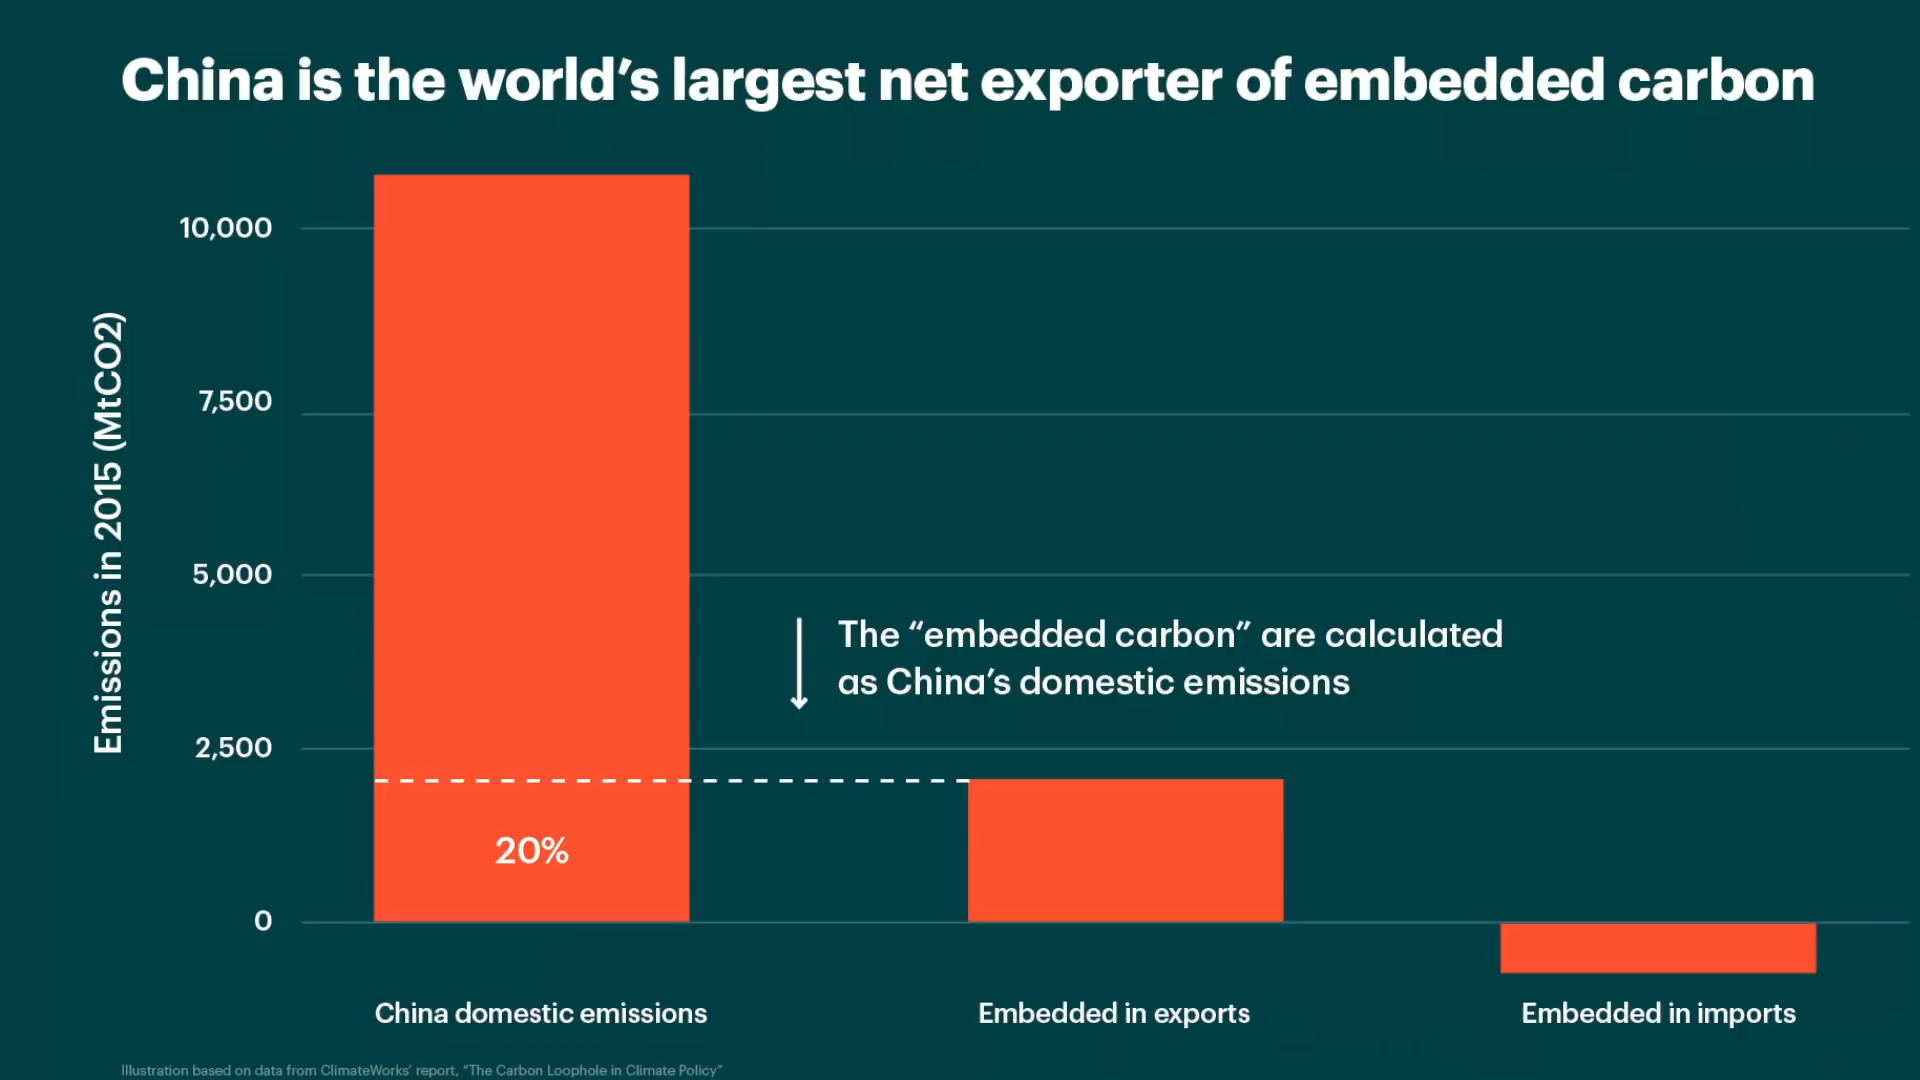 China is the world’s largest net exporter of embedded carbon
Emissions in 2015 (MtCO2)
10,000
7,500
5,000
2,500
0
The “embedded carbon” are calculated
as China’s domestic emissions
20%
China domestic emissions
Embedded in exports
Embedded in imports
Illustration based on data from ClimateWorks’ report, “The Carbon Loophole in Climate Policy”